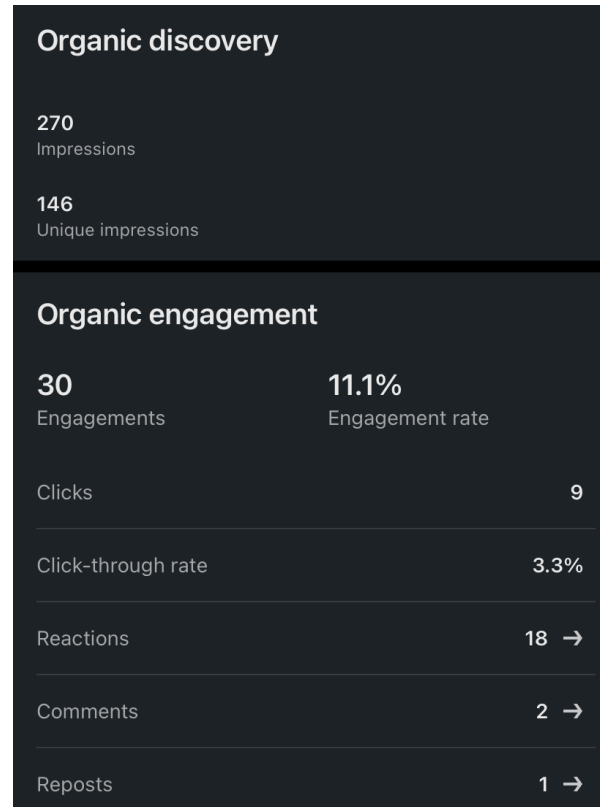 Organic discovery
270
Impressions
146
Unique impressions
Organic engagement
30 11.1%
Engagements Engagement rate
Clicks 9
Click-through rate 3.3%
Reactions 18 →
Comments 2 →
Reposts 1 →